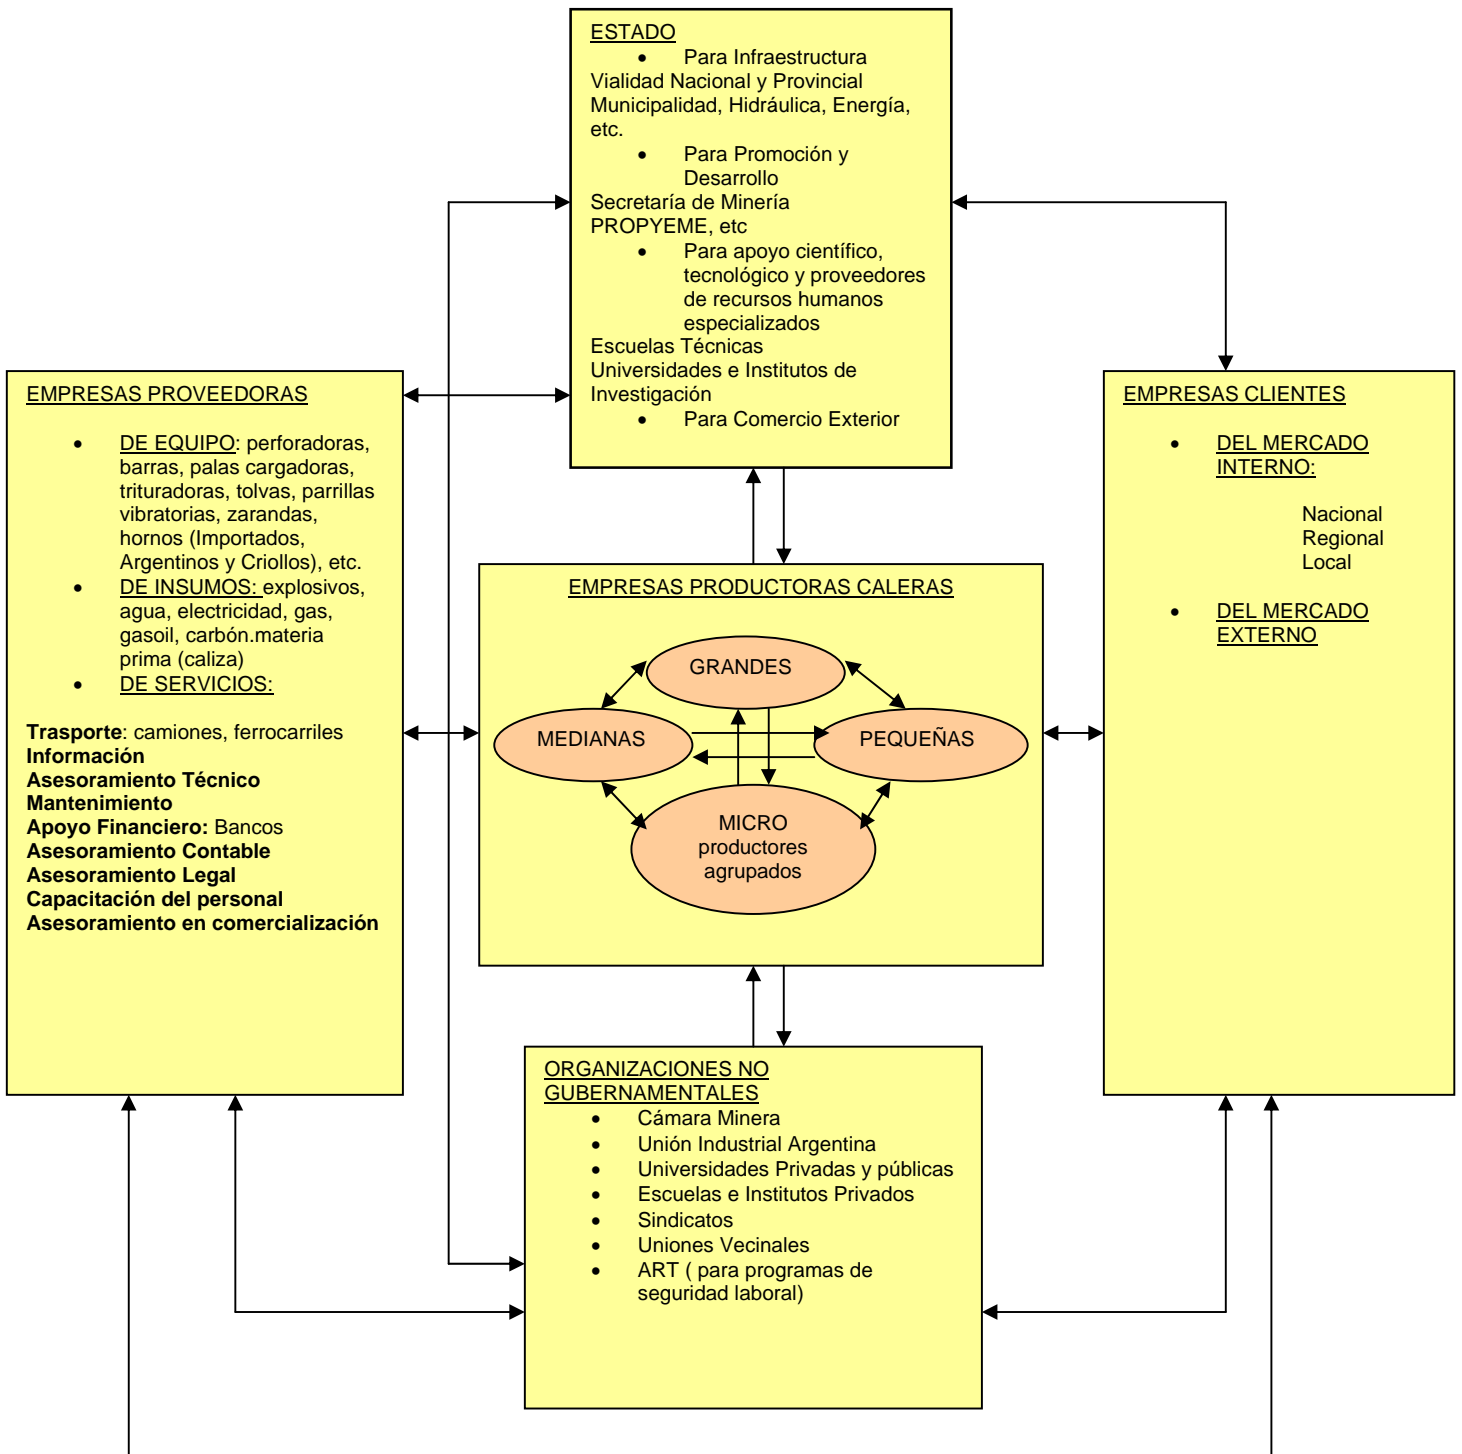 ESTADO
• Para Infraestructura
Vialidad Nacional y Provincial
Municipalidad, Hidráulica, Energía,
etc.
• Para Promoción y
Desarrollo
Secretaría de Minería
PROPYEME, etc
• Para apoyo científico,
tecnológico y proveedores
de recursos humanos
especializados
Escuelas Técnicas
Universidades e Institutos de
Investigación
• Para Comercio Exterior
EMPRESAS PROVEEDORAS
• DE EQUIPO: perforadoras,
barras, palas cargadoras,
trituradoras, tolvas, parrillas
vibratorias, zarandas,
hornos (Importados,
Argentinos y Criollos), etc.
• DE INSUMOS: explosivos,
agua, electricidad, gas,
gasoil, carbón.materia
prima (caliza)
• DE SERVICIOS:
Trasporte: camiones, ferrocarriles
Información
Asesoramiento Técnico
Mantenimiento
Apoyo Financiero: Bancos
Asesoramiento Contable
Asesoramiento Legal
Capacitación del personal
Asesoramiento en comercialización
EMPRESAS PRODUCTORAS CALERAS
GRANDES
MEDIANAS
PEQUEÑAS
MICRO
productores
agrupados
EMPRESAS CLIENTES
• DEL MERCADO
INTERNO:
Nacional
Regional
Local
• DEL MERCADO
EXTERNO
ORGANIZACIONES NO
GUBERNAMENTALES
• Cámara Minera
• Unión Industrial Argentina
• Universidades Privadas y públicas
• Escuelas e Institutos Privados
• Sindicatos
• Uniones Vecinales
• ART ( para programas de
seguridad laboral)